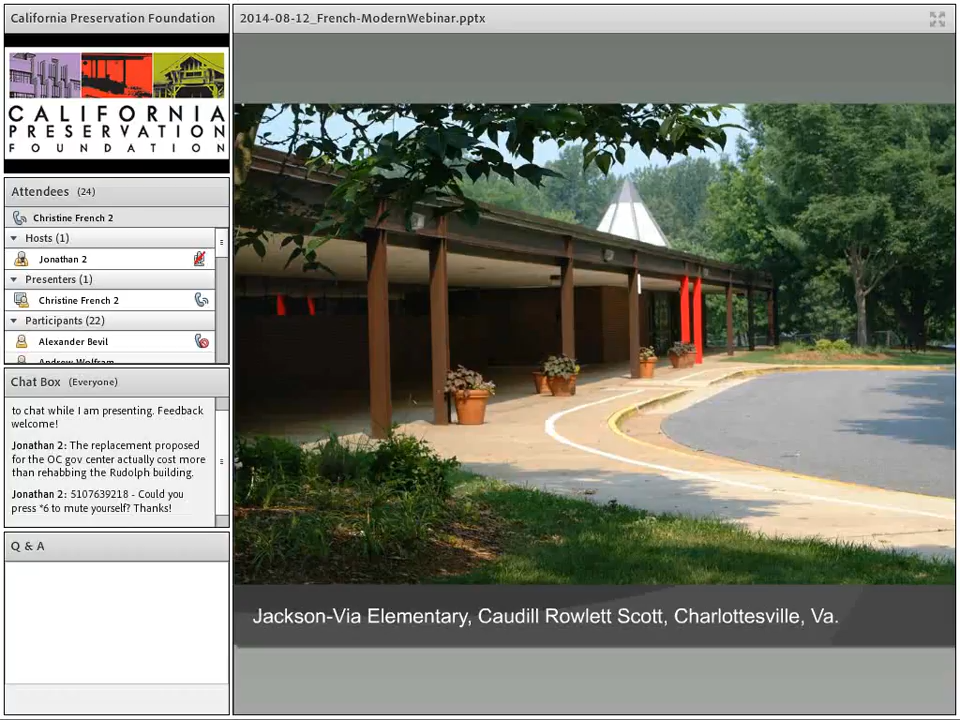 California Preservation Foundation
CALIFORNIA
PRESERVATION
FOUNDATION
Attendees (24)
Christine French 2
Hosts (1)
Jonathan 2
Presenters (1)
Christine French 2
Participants (22)
Alexander Bevil
Andrew Wolfram
Chat Box (Everyone)
to chat while I am presenting. Feedback
welcome!
Jonathan 2: The replacement proposed
for the OC gov center actually cost more
than rehabbing the Rudolph building.
Jonathan 2: 5107639218 - Could you
press *6 to mute yourself? Thanks!
Q & A
2014-08-12_French-ModernWebinar.pptx
Jackson-Via Elementary, Caudill Rowlett Scott, Charlottesville, Va.